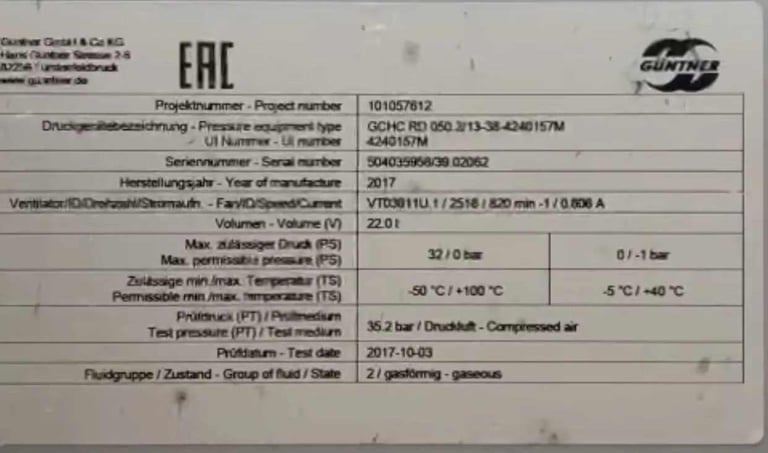 Güntner GmbH & Co KG
Hans Güntner Strasse 2-6
82256 Fürstenfeldbruck
www.guntner.de
EAC
GÜNTNER
Projektnummer - Project number 101057612
Druckgerätebezeichnung - Pressure equipment type GCHC RD 050.2/13-38-4240157M
UI Nummer - UI number 4240157M
Seriennummer - Serial number
Herstellungsjahr - Year of manufacture 2017
Ventilator/ID/Drehzahl/Stromaufn. - Fan/ID/Speed/Current / 2518 / 820 min -1 /
Volumen - Volume (V) 22.0 l
Max. zulässiger Druck (PS)
Max. permissible pressure (PS) 32 / 0 bar 0 / -1 bar
Zulässige min./max. Temperatur (TS)
Permissible min./max. temperature (TS) -50 °C / +100 °C -5 °C / +40 °C
Prüfdruck (PT) / Prüfmedium
Test pressure (PT) / Test medium 35.2 bar / Druckluft - Compressed air
Prüfdatum - Test date 2017-10-03
Fluidgruppe / Zustand - Group of fluid / State 2 / gasförmig - gaseous